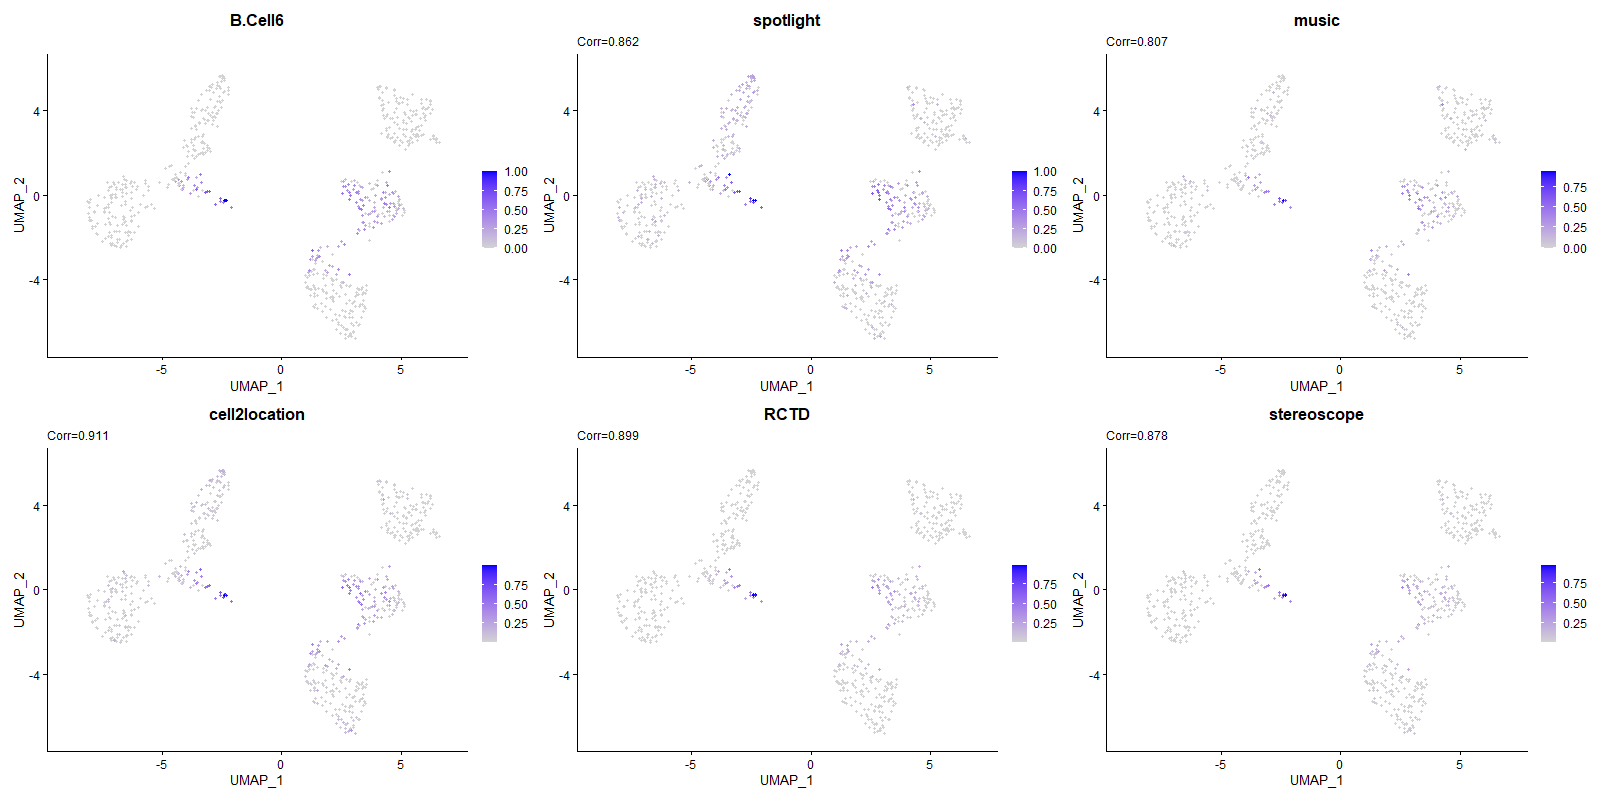 B.Cell6
UMAP_2
4
0
-4
-5
0
5
UMAP_1
1.00
0.75
0.50
0.25
0.00
spotlight
Corr=0.862
UMAP_2
4
0
-4
-5
0
5
UMAP_1
1.00
0.75
0.50
0.25
0.00
music
Corr=0.807
UMAP_2
4
0
-4
-5
0
5
UMAP_1
0.75
0.50
0.25
0.00
cell2location
Corr=0.911
UMAP_2
4
0
-4
-5
0
5
UMAP_1
0.75
0.50
0.25
RCTD
Corr=0.899
UMAP_2
4
0
-4
-5
0
5
UMAP_1
0.75
0.50
0.25
stereoscope
Corr=0.878
UMAP_2
4
0
-4
-5
0
5
UMAP_1
0.75
0.50
0.25